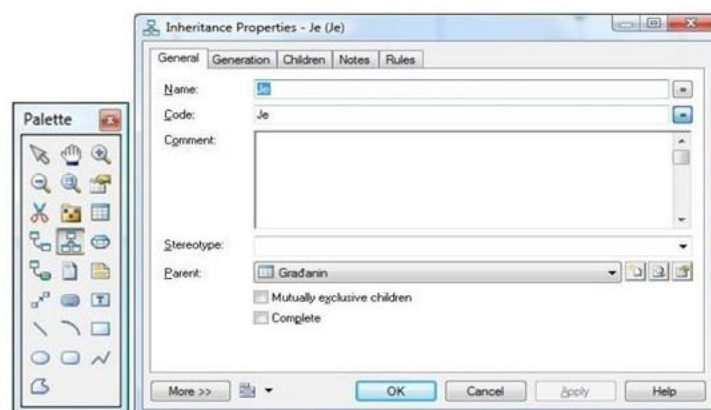 Inheritance Properties - Je (Je)
General Generation Children Notes Rules
Name: Je
Code: Je
Comment:
Stereotype:
Parent: Građanin
Mutually exclusive children
Complete
More >> OK Cancel Apply Help
Palette